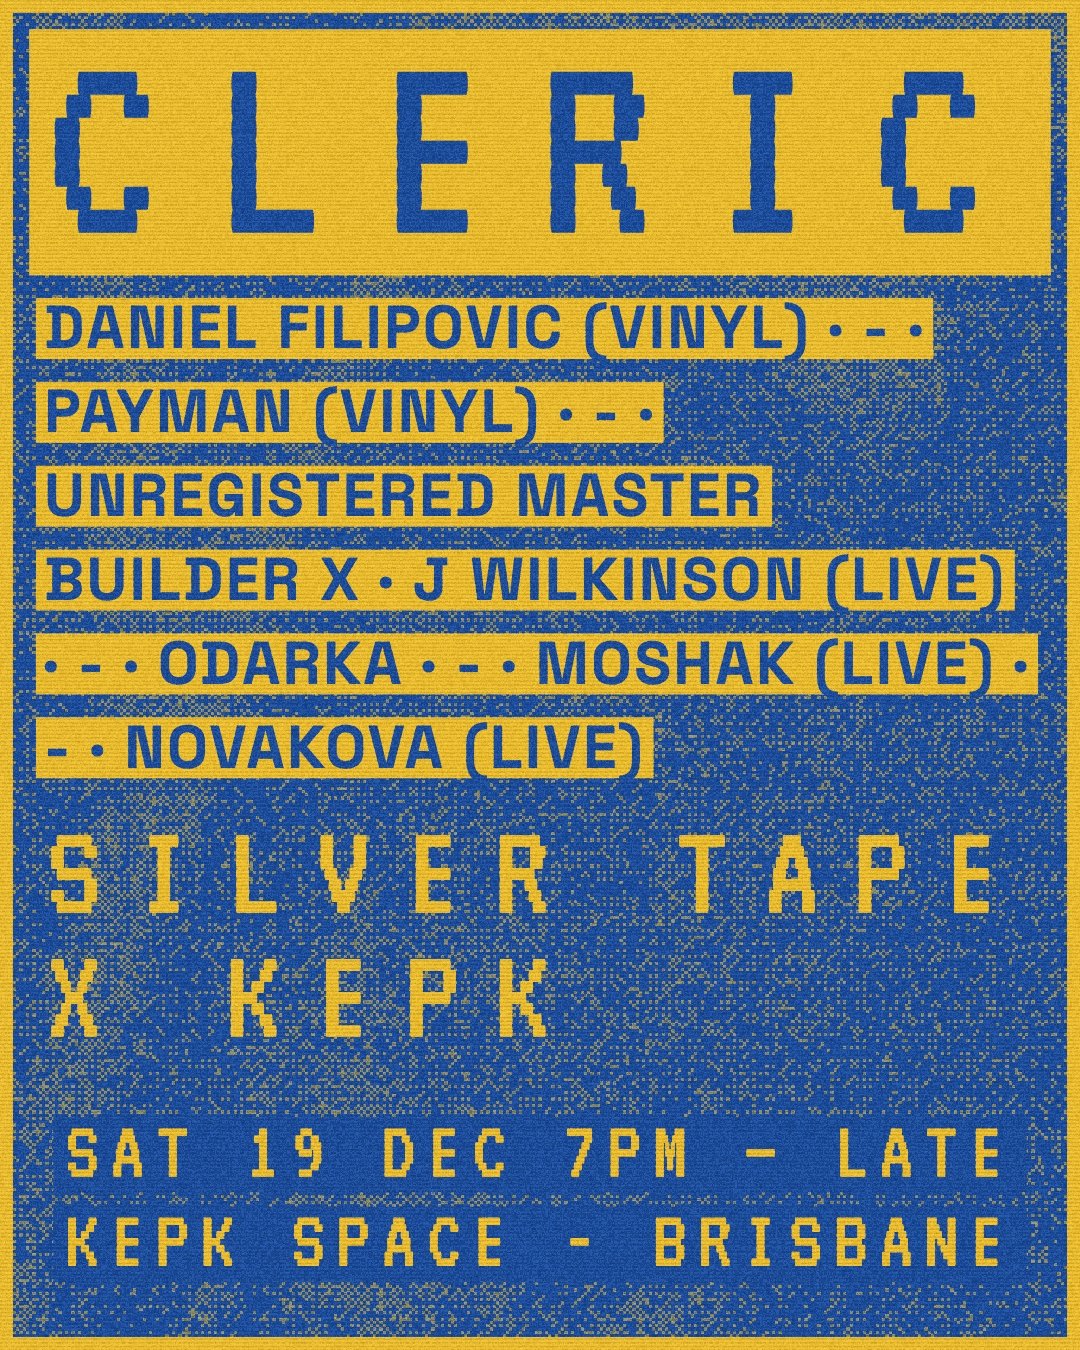 CLERIC
DANIEL FILIPOVIC (VINYL) • - •
PAYMAN (VINYL) • - •
UNREGISTERED MASTER
BUILDER X • J WILKINSON (LIVE)
• - • ODARKA • - • MOSHAK (LIVE) •
- • NOVAKOVA (LIVE)
SILVER TAPE
X KEPK
SAT 19 DEC 7PM - LATE
KEPK SPACE - BRISBANE